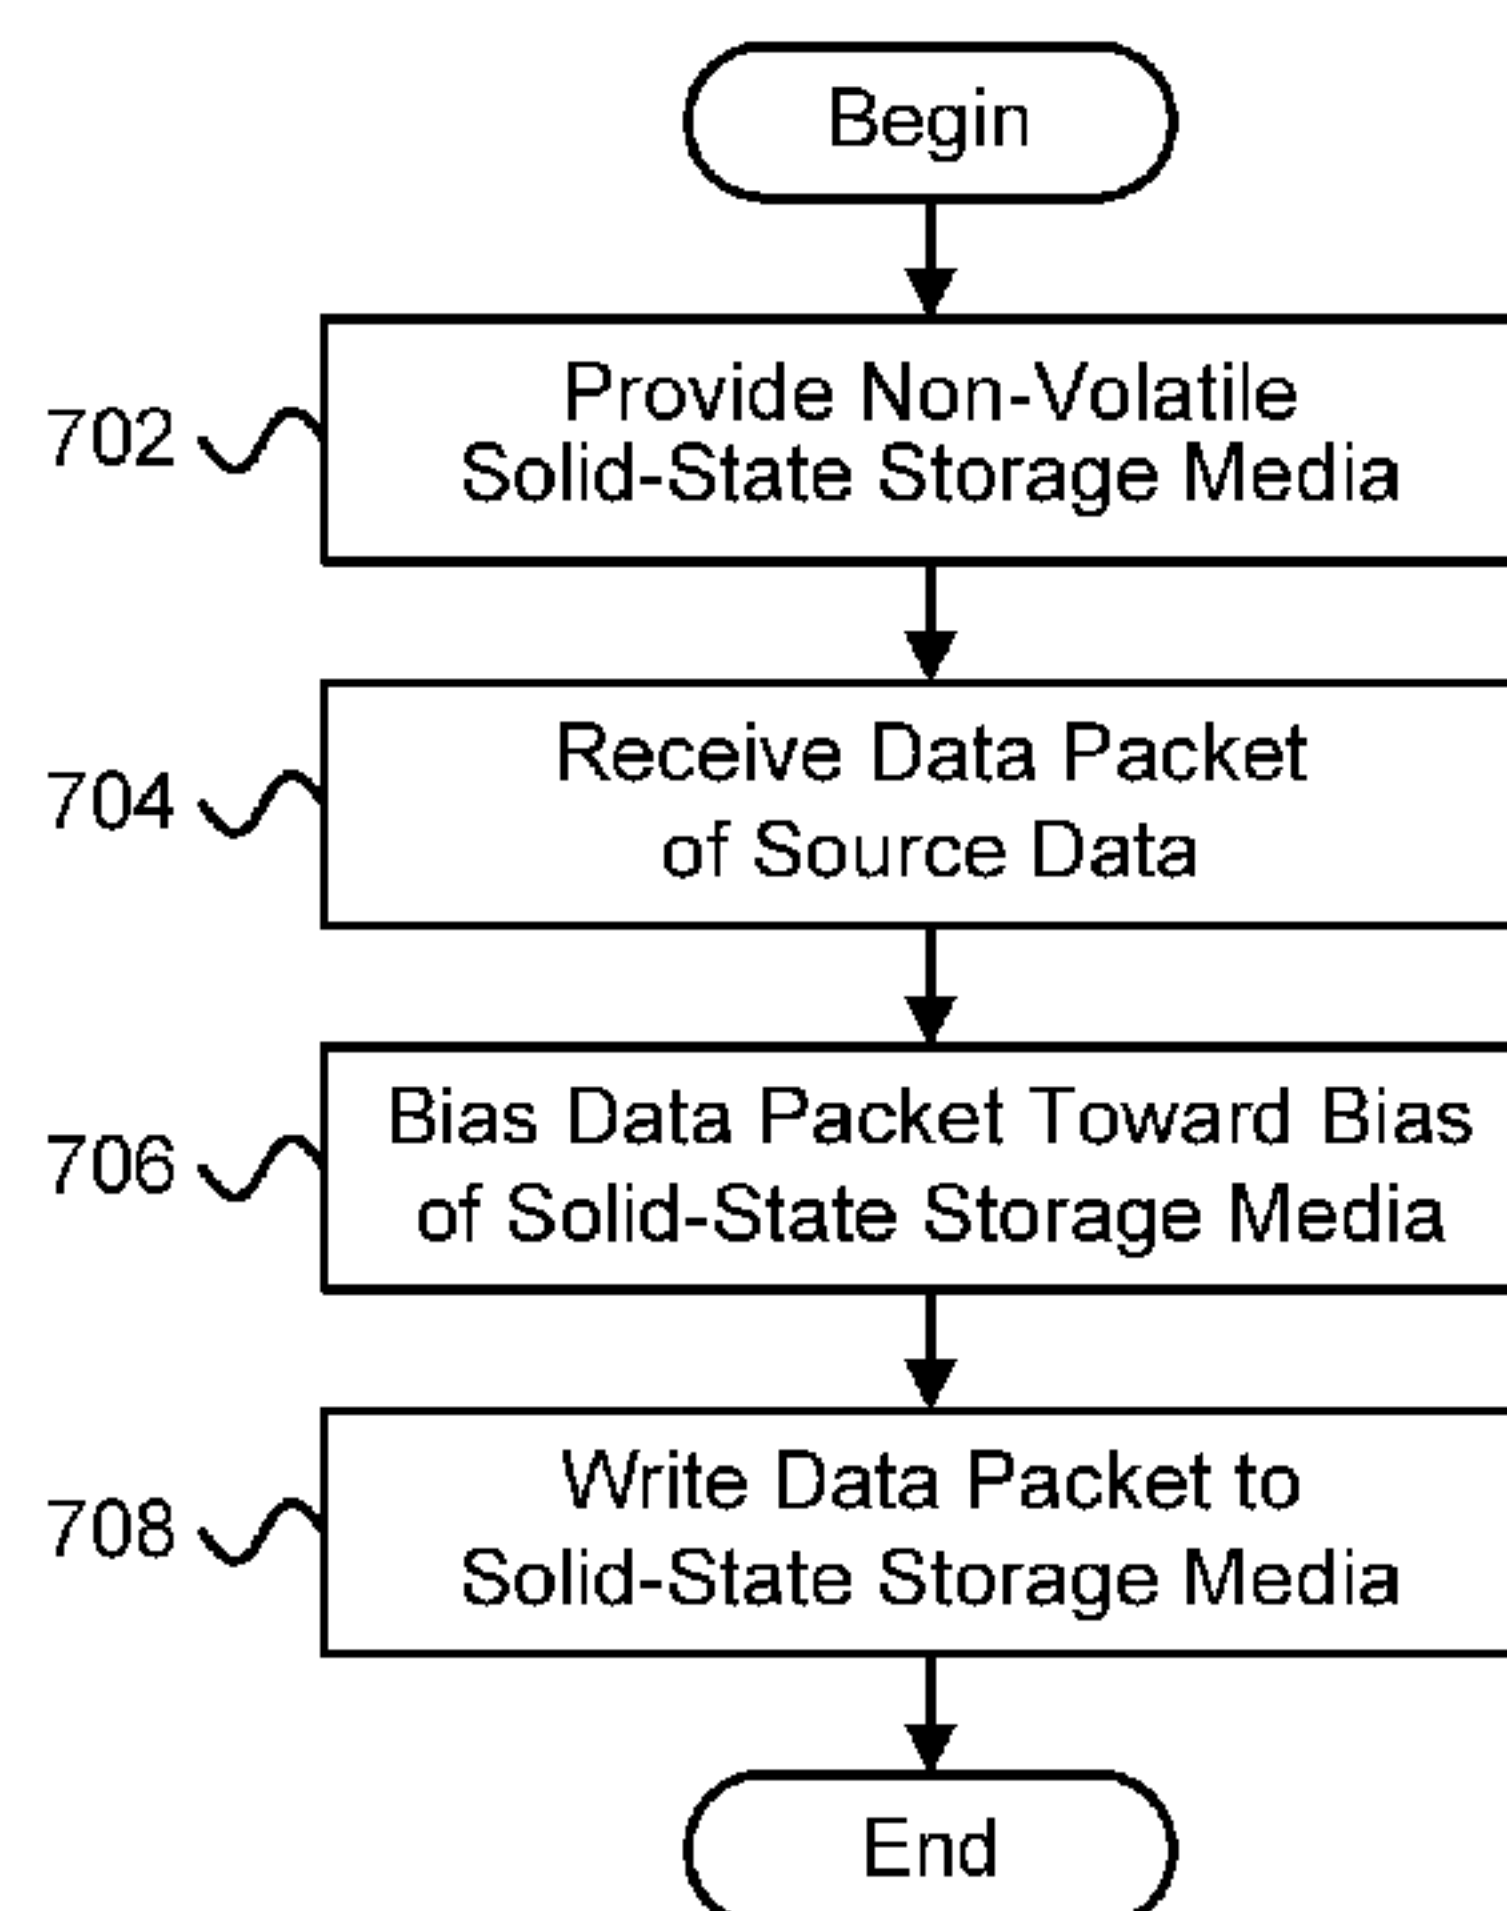 Begin
702
Provide Non-Volatile
Solid-State Storage Media
704
Receive Data Packet
of Source Data
706
Bias Data Packet Toward Bias
of Solid-State Storage Media
708
Write Data Packet to
Solid-State Storage Media
End